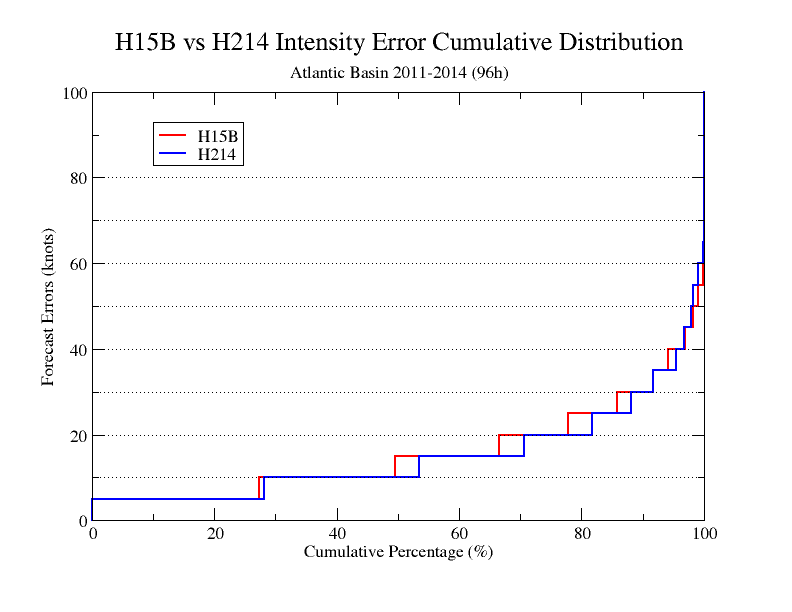 H15B vs H214 Intensity Error Cumulative Distribution
Atlantic Basin 2011-2014 (96h)
100
80
60
40
20
0
Forecast Errors (knots)
H15B
H214
0 20 40 60 80 100
Cumulative Percentage (%)